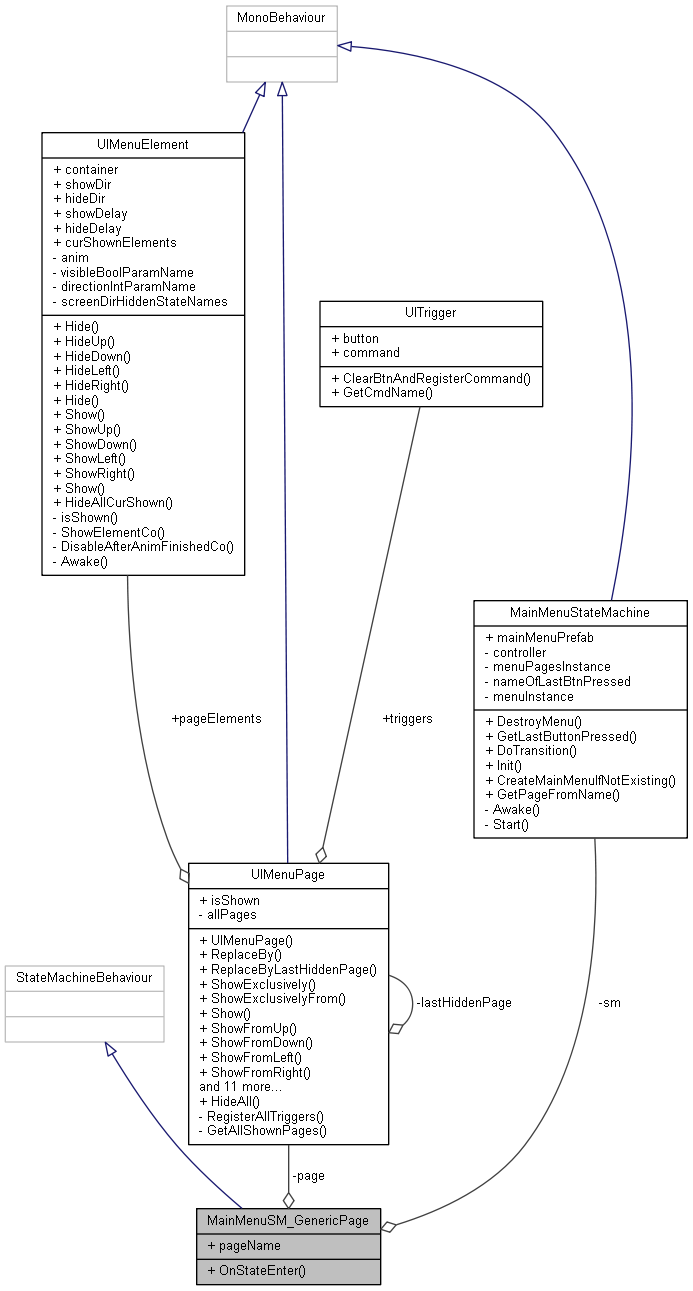 MonoBehaviour
UIMenuElement
+ container
+ showDir
+ hideDir
+ showDelay
+ hideDelay
+ curShownElements
- anim
- visibleBoolParamName
- directionIntParamName
- screenDirHiddenStateNames
+ Hide()
+ HideUp()
+ HideDown()
+ HideLeft()
+ HideRight()
+ Hide()
+ Show()
+ ShowUp()
+ ShowDown()
+ ShowLeft()
+ ShowRight()
+ Show()
+ HideAllCurShown()
- isShown()
- ShowElementCo()
- DisableAfterAnimFinishedCo()
- Awake()
UITrigger
+ button
+ command
+ ClearBtnAndRegisterCommand()
+ GetCmdName()
MainMenuStateMachine
+ mainMenuPrefab
- controller
- menuPagesInstance
- nameOfLastBtnPressed
- menuInstance
+ DestroyMenu()
+ GetLastButtonPressed()
+ DoTransition()
+ Init()
+ CreateMainMenuIfNotExisting()
+ GetPageFromName()
- Awake()
- Start()
+pageElements
+triggers
UIMenuPage
+ isShown
- allPages
+ UIMenuPage()
+ ReplaceBy()
+ ReplaceByLastHiddenPage()
+ ShowExclusively()
+ ShowExclusivelyFrom()
+ Show()
+ ShowFromUp()
+ ShowFromDown()
+ ShowFromLeft()
+ ShowFromRight()
and 11 more...
+ HideAll()
- RegisterAllTriggers()
- GetAllShownPages()
-lastHiddenPage
-sm
StateMachineBehaviour
-page
MainMenuSM_GenericPage
+ pageName
+ OnStateEnter()